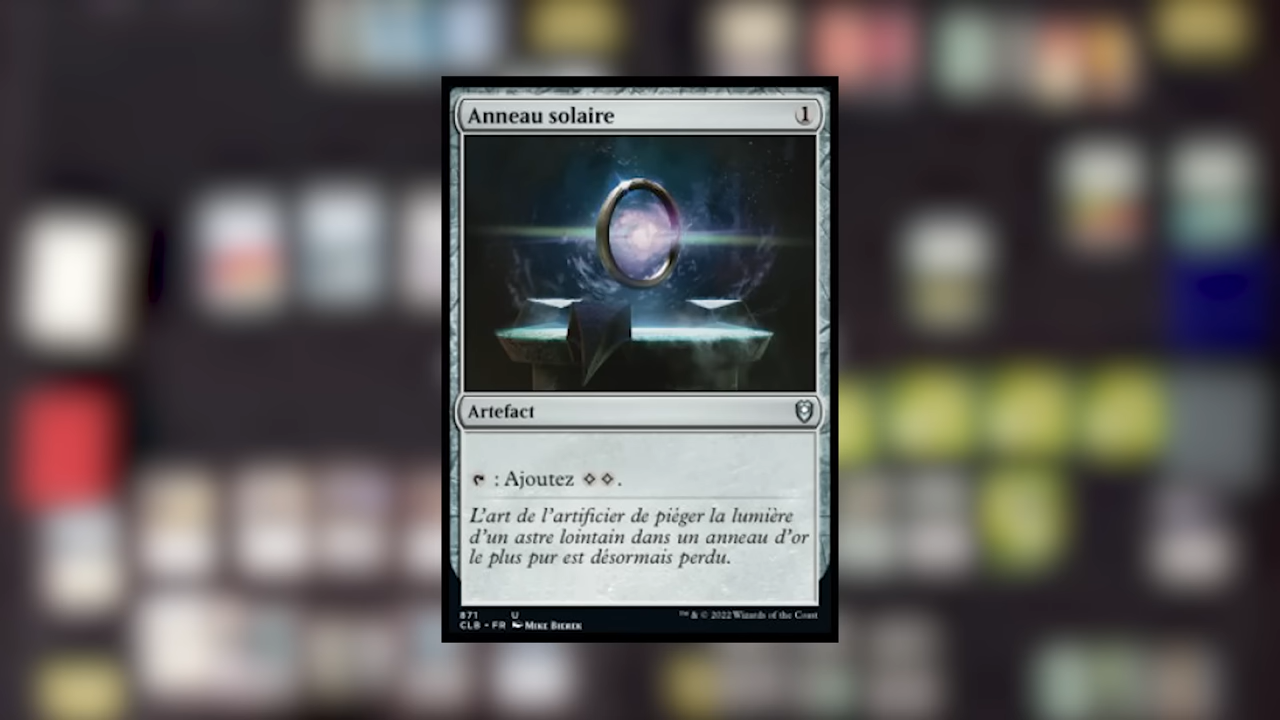 Anneau solaire 1
Artefact
: Ajoutez .
L'art de l'artificier de piéger la lumière
d'un astre lointain dans un anneau d'or
le plus pur est désormais perdu.
871 U ™ & © 2022 Wizards of the Coast
CLB • FR Mike Bierek